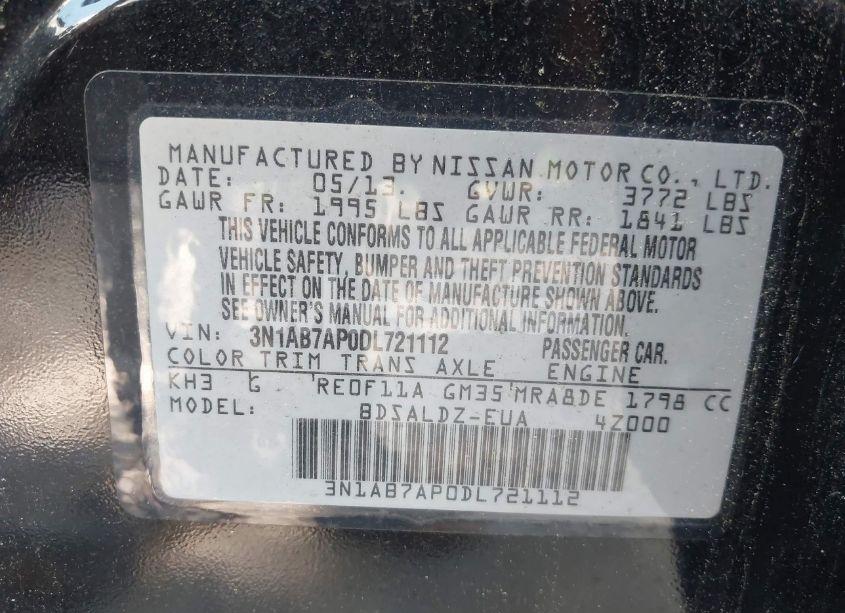 MANUFACTURED BY NISSAN MOTOR CO., LTD.
DATE: 05/13. GVWR: 3772 LBS
GAWR FR: 1995 LBS GAWR RR: 1841 LBS
THIS VEHICLE CONFORMS TO ALL APPLICABLE FEDERAL MOTOR
VEHICLE SAFETY, BUMPER AND THEFT PREVENTION STANDARDS
IN EFFECT ON THE DATE OF MANUFACTURE SHOWN ABOVE.
SEE OWNER'S MANUAL FOR ADDITIONAL INFORMATION.
VIN: 3N1AB7AP0DL721112 PASSENGER CAR.
COLOR TRIM TRANS AXLE ENGINE
KH3 G RE0F11A GM35 MRA8DE 1798 CC
MODEL: BDSALDZ-EUA 4Z000
3N1AB7AP0DL721112